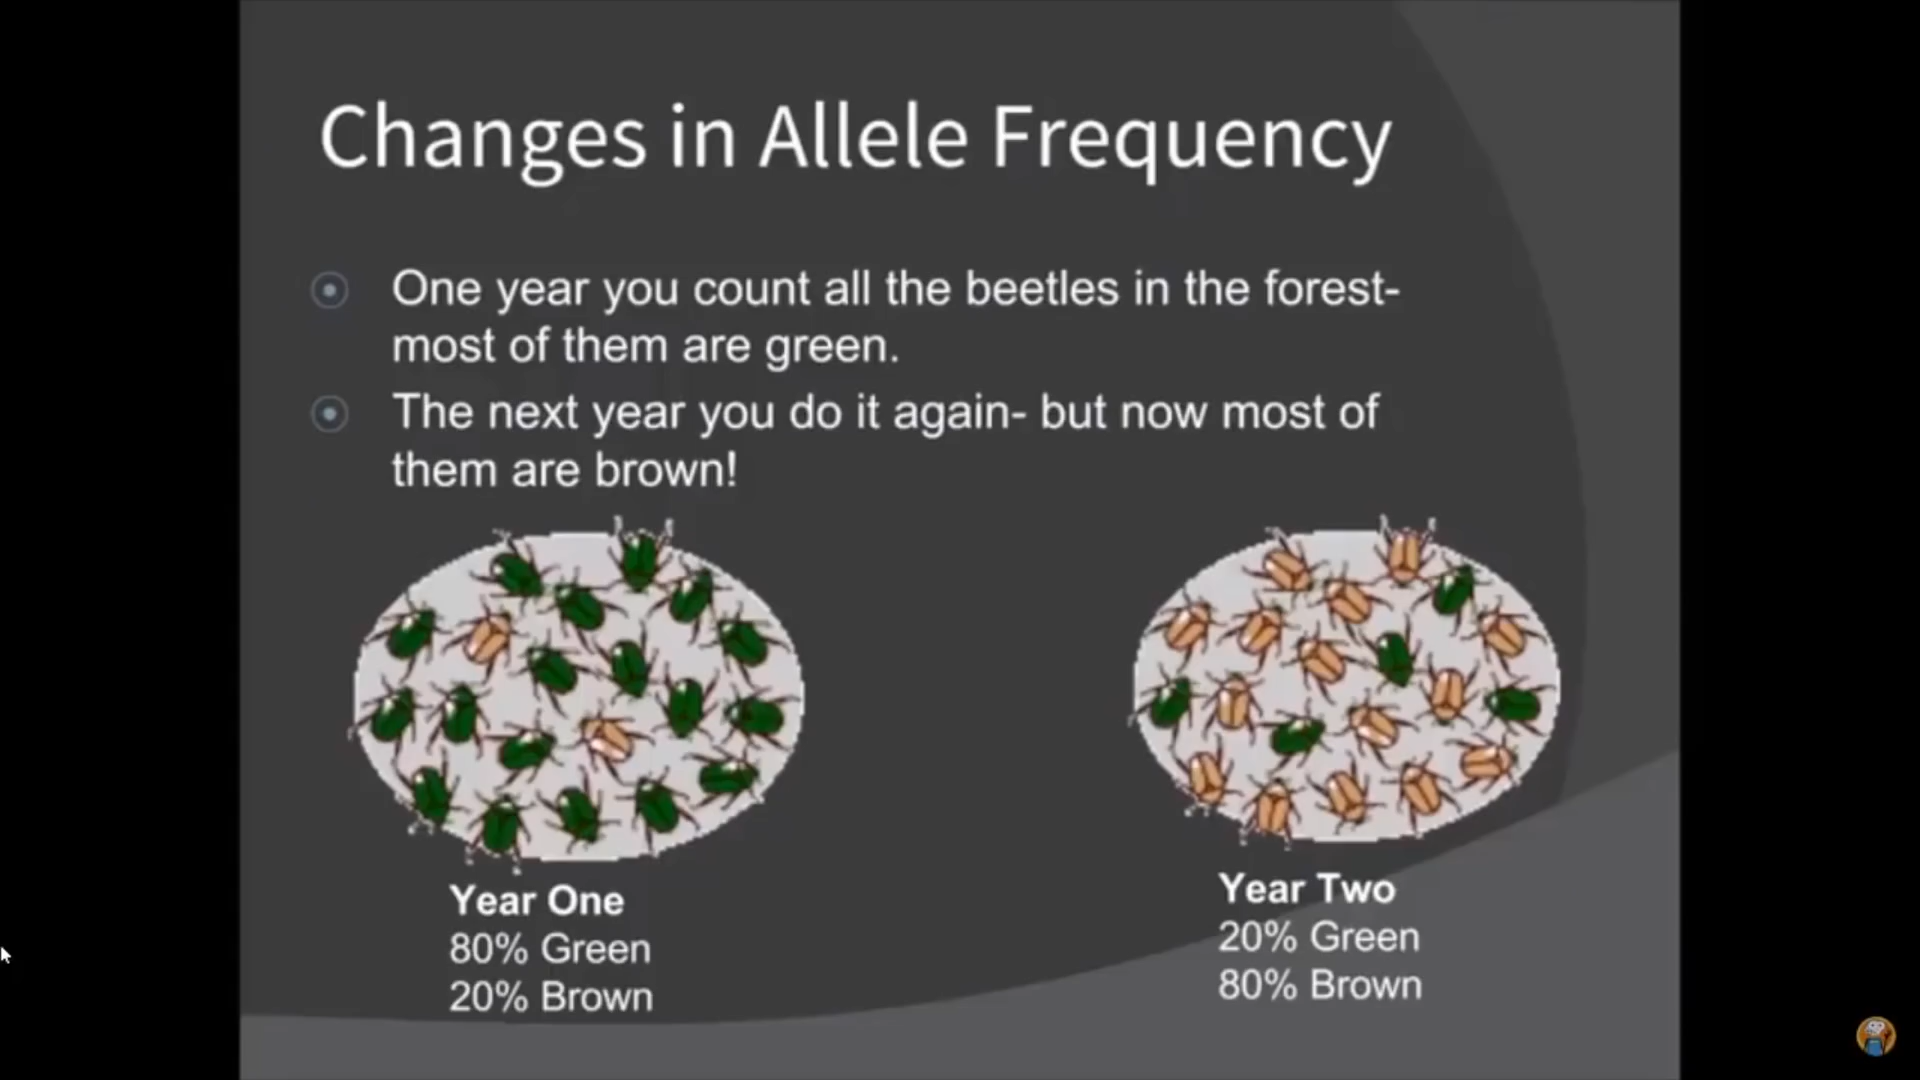 Changes in Allele Frequency
One year you count all the beetles in the forest-
most of them are green.
The next year you do it again- but now most of
them are brown!
Year One
80% Green
20% Brown
Year Two
20% Green
80% Brown